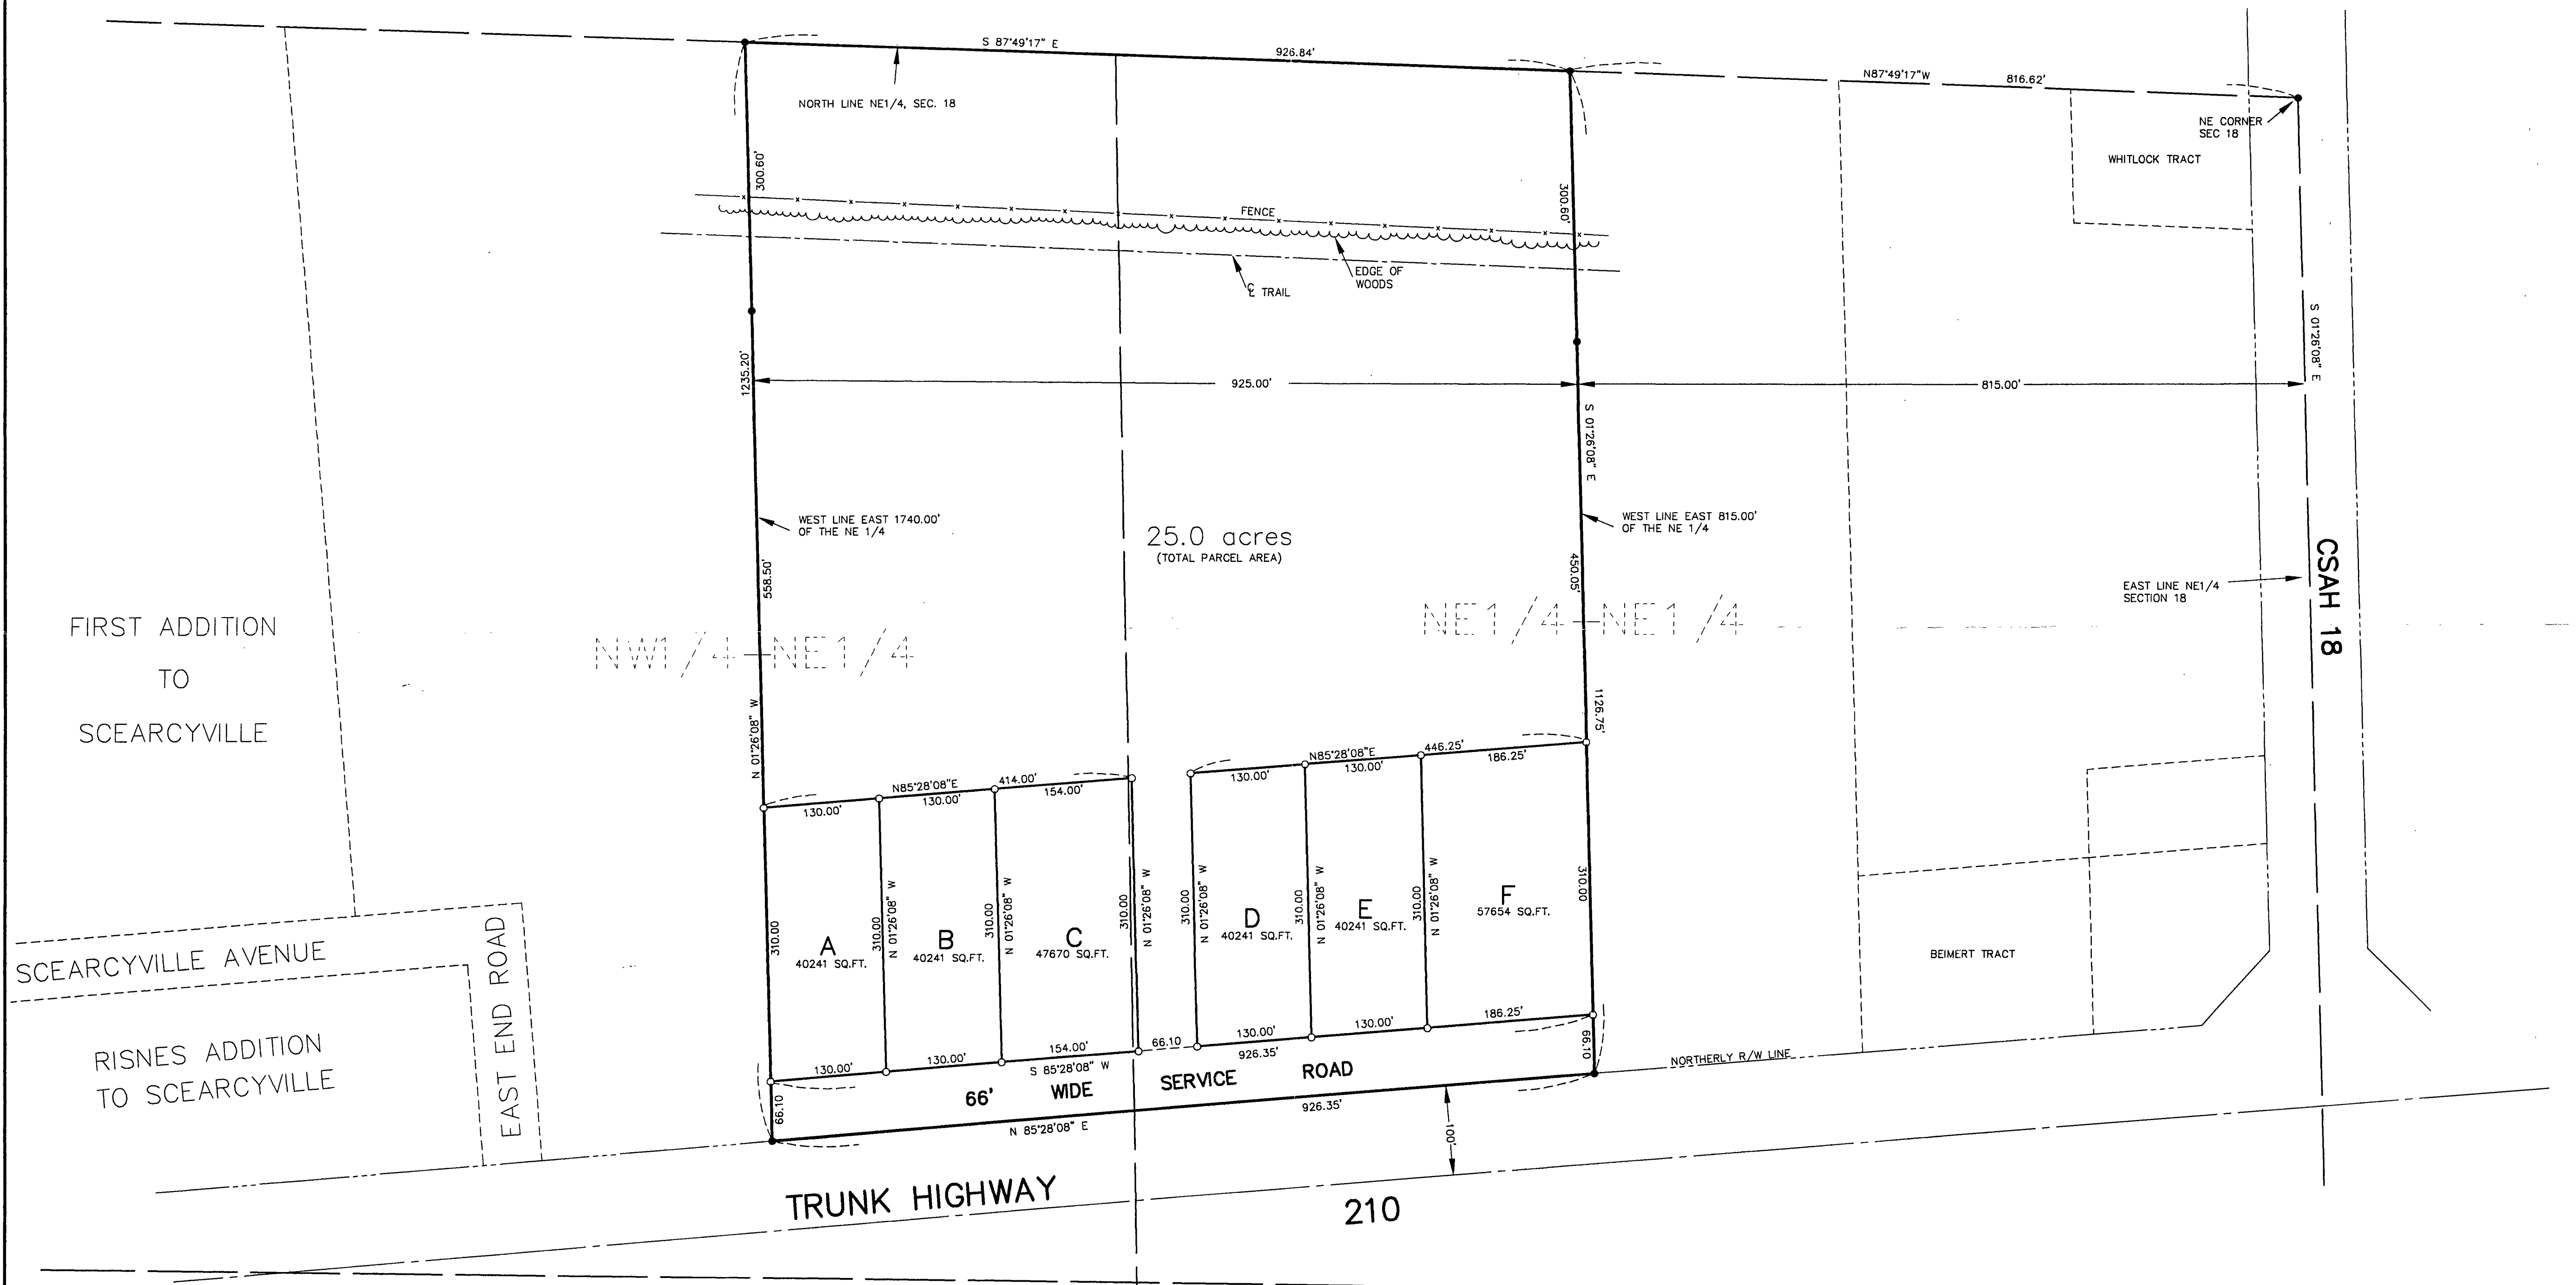 S 87°49'17" E
926.84'
N87°49'17"W
816.62'
NORTH LINE NE1/4, SEC. 18
NE CORNER
SEC 18
WHITLOCK TRACT
300.60'
300.60'
FENCE
EDGE OF
WOODS
℄ TRAIL
S 01°26'08" E
1235.20'
925.00'
815.00'
S 01°26'08" E
WEST LINE EAST 1740.00'
OF THE NE 1/4
25.0 acres
(TOTAL PARCEL AREA)
WEST LINE EAST 815.00'
OF THE NE 1/4
558.50'
450.05'
EAST LINE NE1/4
SECTION 18
CSAH 18
FIRST ADDITION
TO
SCEARCYVILLE
NW1/4-NE1/4
NE1/4-NE1/4
N 01°26'08" W
1126.75'
N85°28'08"E
414.00'
130.00'
130.00'
154.00'
N85°28'08"E
446.25'
130.00'
130.00'
186.25'
310.00
A
40241 SQ.FT.
310.00
N 01°26'08" W
B
40241 SQ.FT.
310.00
N 01°26'08" W
C
47670 SQ.FT.
310.00
N 01°26'08" W
310.00
N 01°26'08" W
D
40241 SQ.FT.
310.00
N 01°26'08" W
E
40241 SQ.FT.
310.00
N 01°26'08" W
F
57654 SQ.FT.
310.00
BEIMERT TRACT
SCEARCYVILLE AVENUE
EAST END ROAD
RISNES ADDITION
TO SCEARCYVILLE
130.00'
130.00'
154.00'
66.10
130.00'
130.00'
186.25'
S 85°28'08" W
926.35'
66.10
66.10
66' WIDE SERVICE ROAD
N 85°28'08" E
926.35'
NORTHERLY R/W LINE
100'
TRUNK HIGHWAY 210